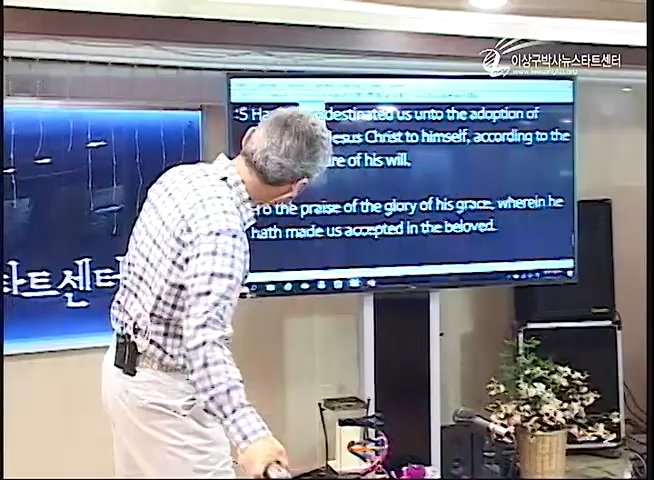 이상구박사뉴스타트센터
:5 Ha destinated us unto the adoption of
Jesus Christ to himself, according to the
of his will.
the praise of the glory of his grace, wherein he
hath made us accepted in the beloved.
타트 센터